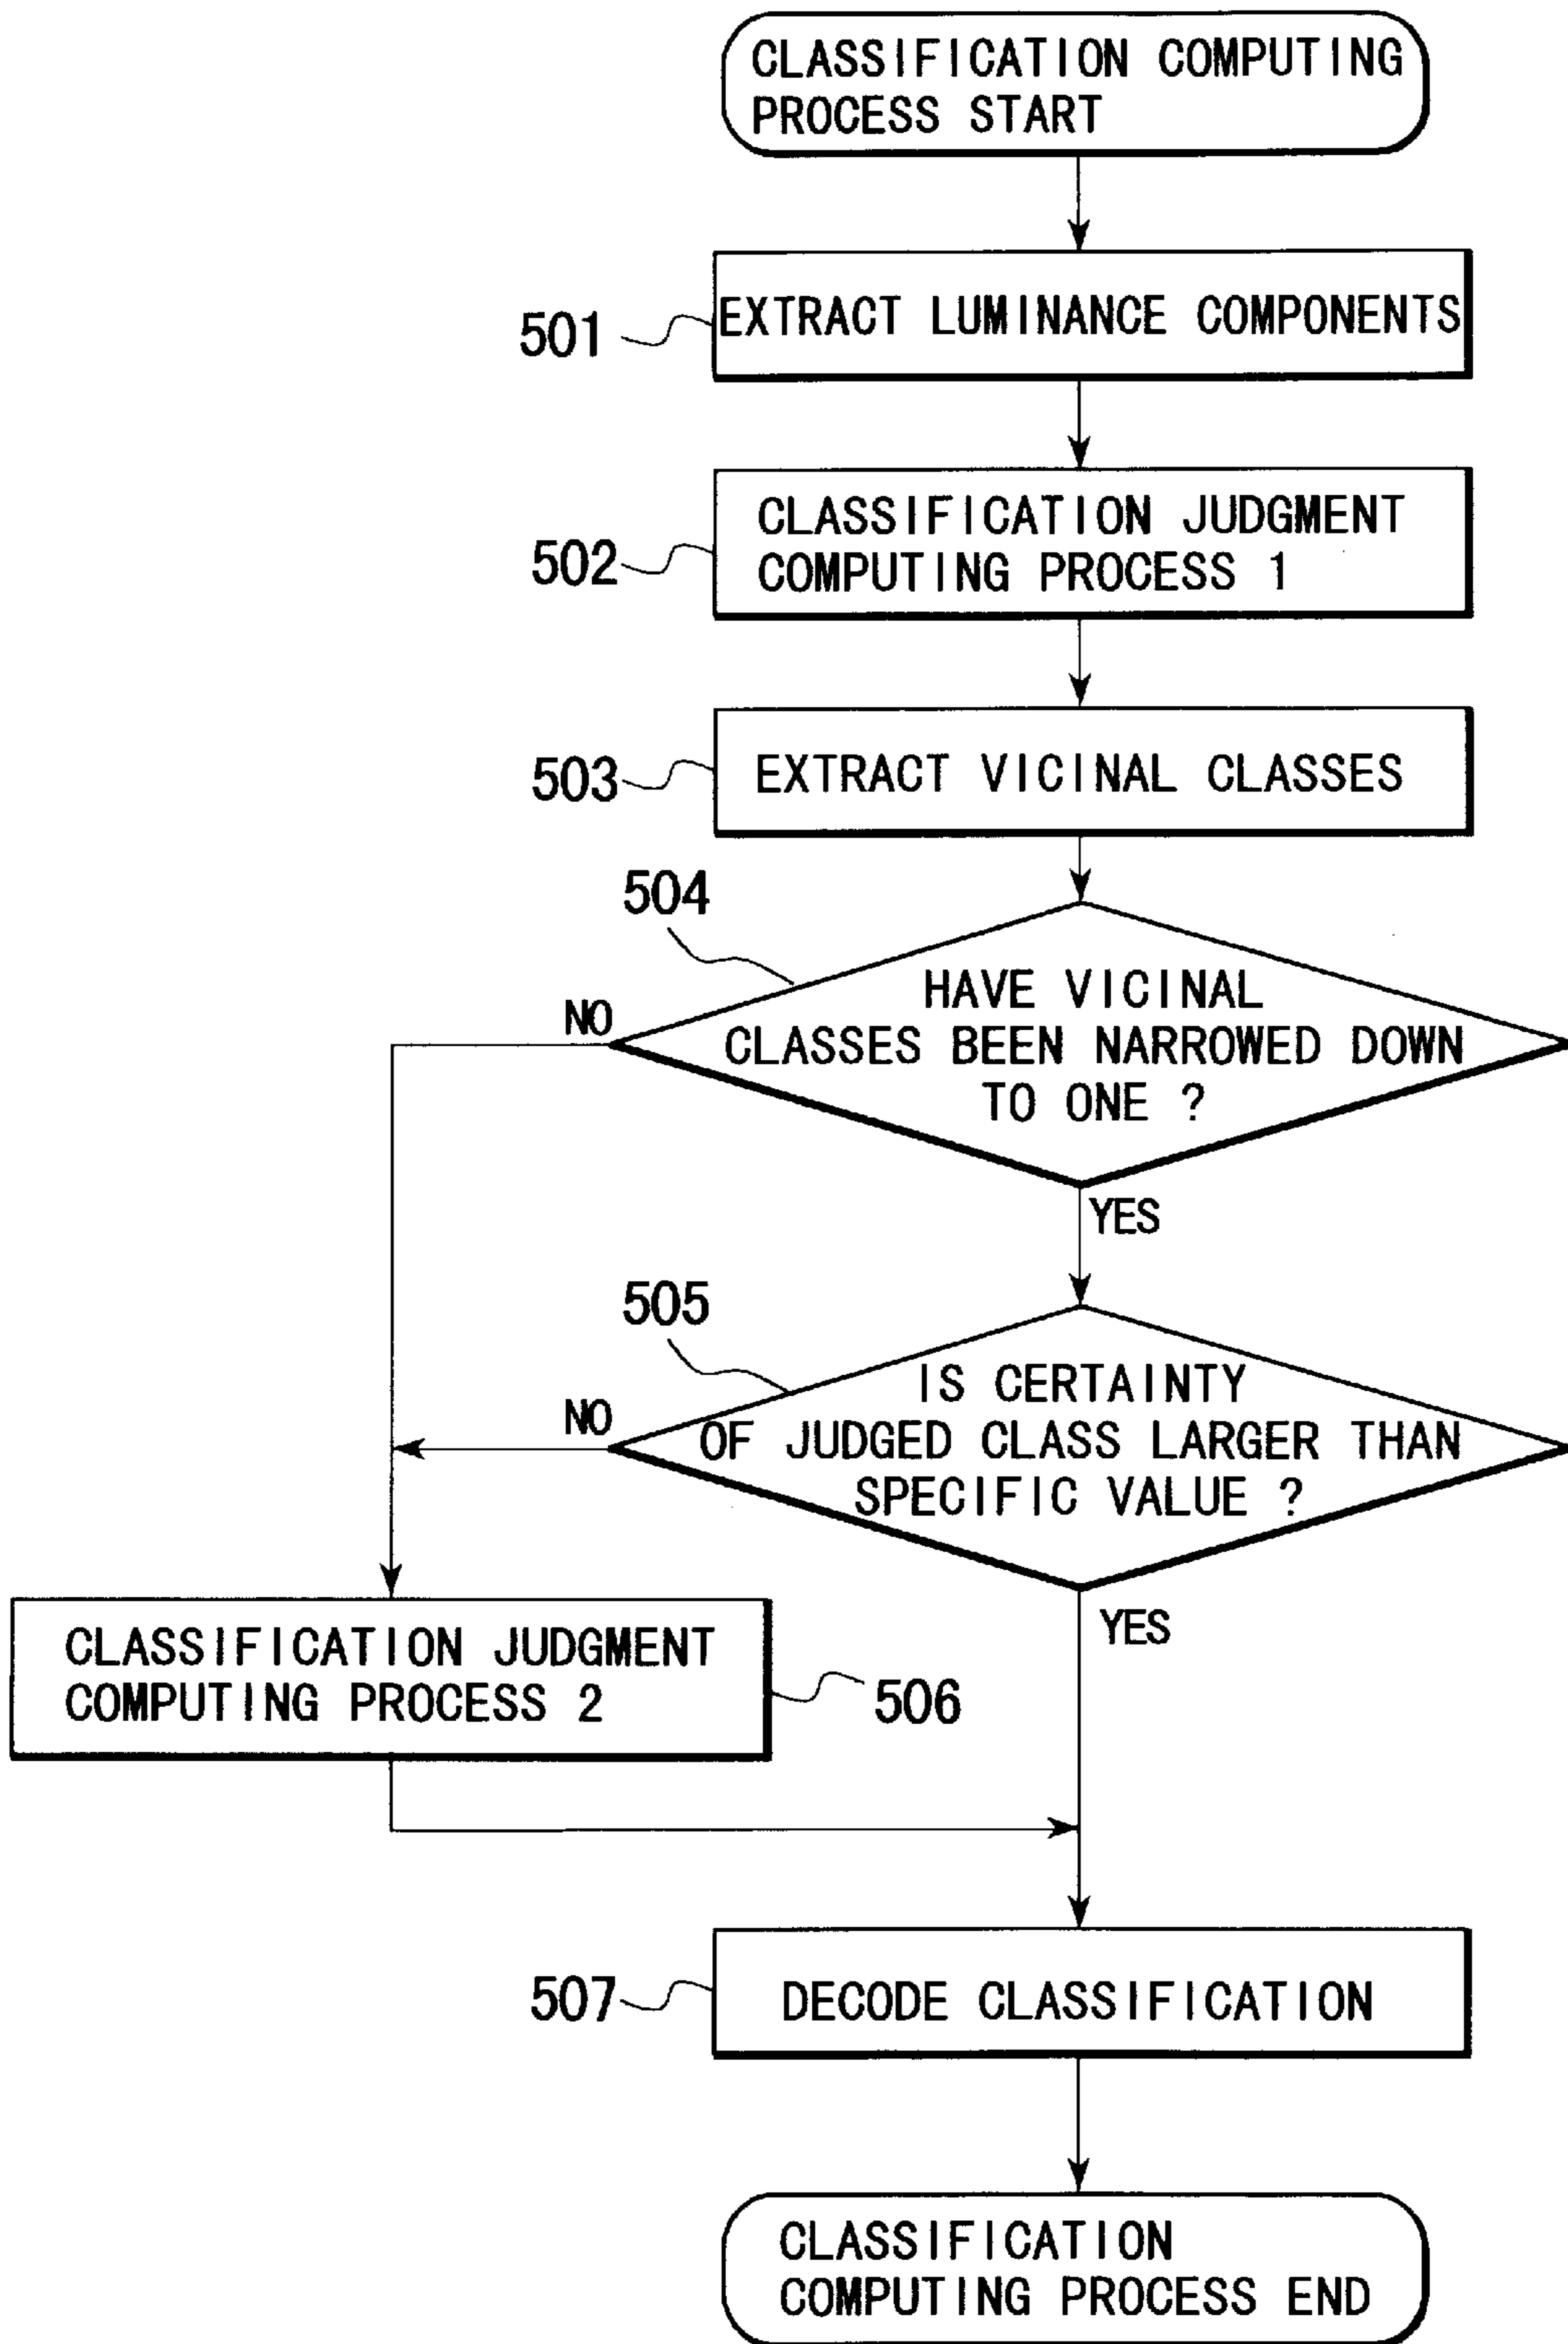 CLASSIFICATION COMPUTING
PROCESS START
501
EXTRACT LUMINANCE COMPONENTS
502
CLASSIFICATION JUDGMENT
COMPUTING PROCESS 1
503
EXTRACT VICINAL CLASSES
504
HAVE VICINAL
CLASSES BEEN NARROWED DOWN
TO ONE ?
NO
YES
505
IS CERTAINTY
OF JUDGED CLASS LARGER THAN
SPECIFIC VALUE ?
NO
YES
CLASSIFICATION JUDGMENT
COMPUTING PROCESS 2
506
507
DECODE CLASSIFICATION
CLASSIFICATION
COMPUTING PROCESS END